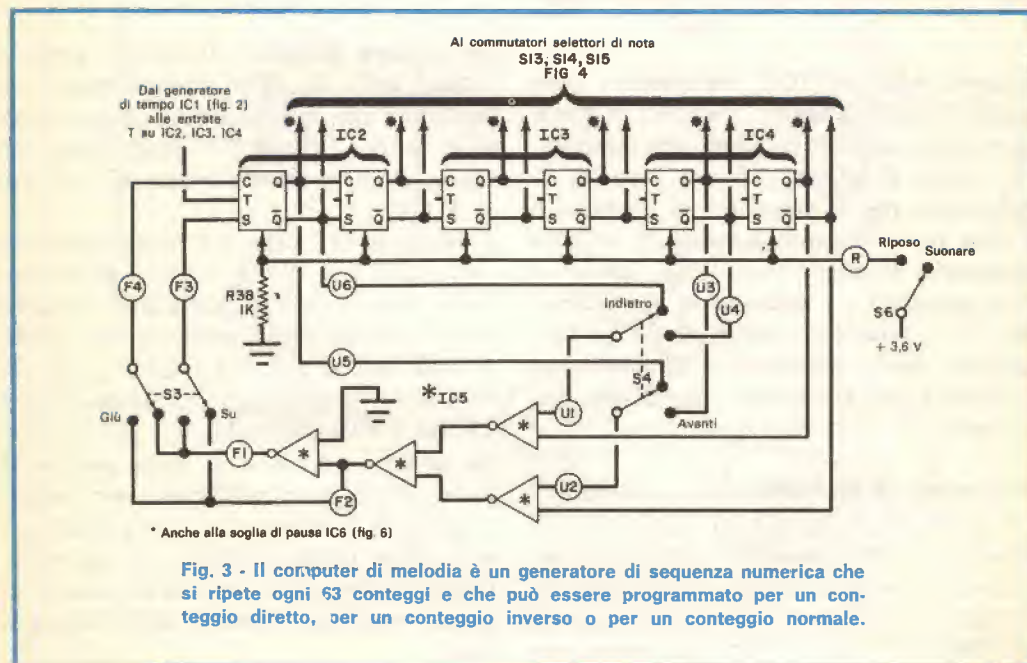 Ai commutatori selettori di nota
S13, S14, S15
FIG 4
Dal generatore
di tempo IC1 (fig. 2)
alle entrate
T su IC2, IC3, IC4
IC2
IC3
IC4
C Q C Q C Q C Q C Q C Q
T T T T T T
S Q̅ S Q̅ S Q̅ S Q̅ S Q̅ S Q̅
R
Riposo
Suonare
S6
+ 3,6 V
F4
F3
R38
1K
U6
U5
Indietro
U3
U4
S4
Avanti
*IC5
U1
U2
S3
Giù
Su
F1
F2
* Anche alla soglia di pausa IC6 (fig. 6)
Fig. 3 - Il computer di melodia è un generatore di sequenza numerica che
si ripete ogni 63 conteggi e che può essere programmato per un con-
teggio diretto, per un conteggio inverso o per un conteggio normale.